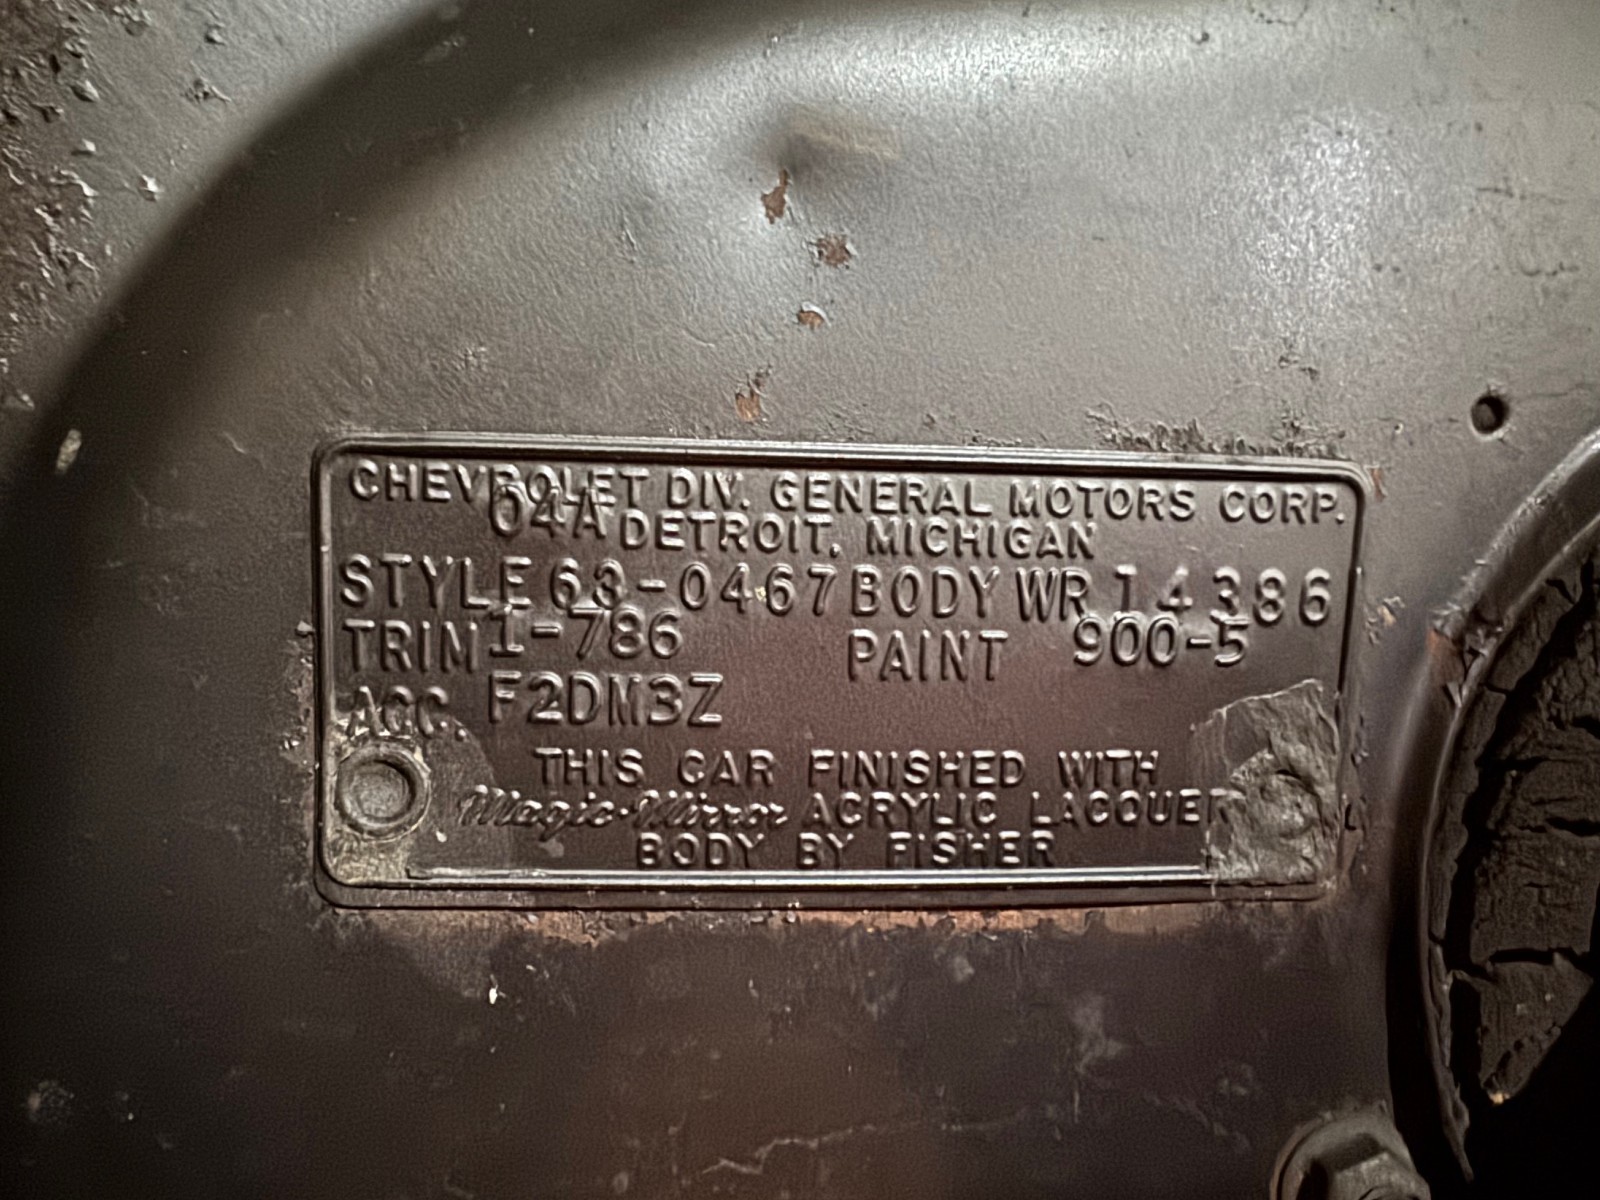 CHEVROLET DIV. GENERAL MOTORS CORP.
04A DETROIT, MICHIGAN
STYLE 63-0467 BODY WR 14386
TRIM 1-786 PAINT 900-5
ACC. F2DM3Z
THIS CAR FINISHED WITH
Magic-Mirror ACRYLIC LACQUER
BODY BY FISHER